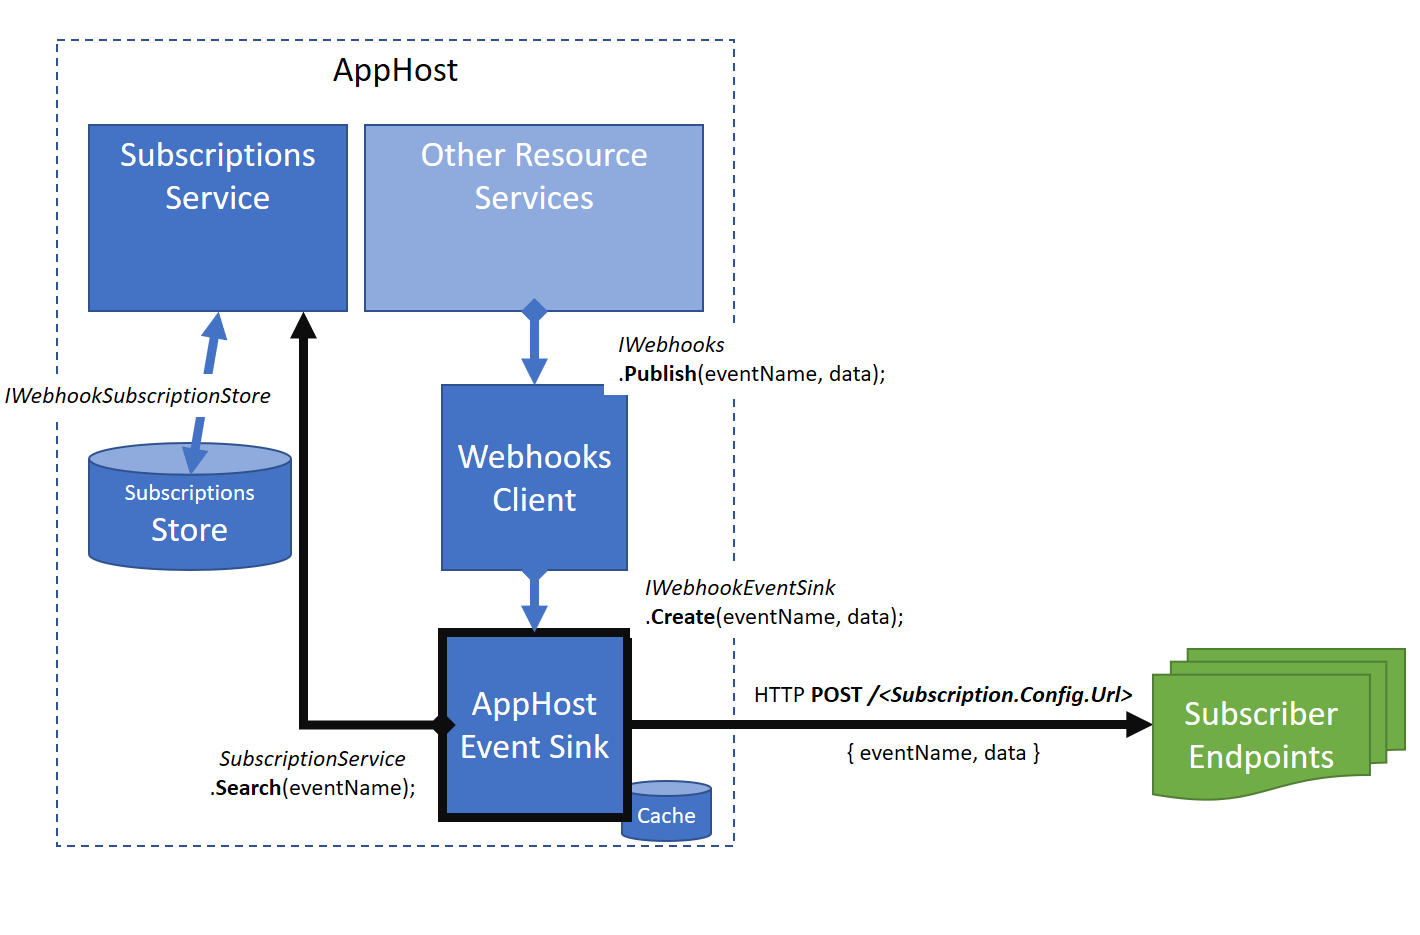 AppHost
Subscriptions
Service
Other Resource
Services
IWebhooks
.Publish(eventName, data);
IWebhookSubscriptionStore
Webhooks
Client
Subscriptions
Store
IWebhookEventSink
.Create(eventName, data);
AppHost
Event Sink
HTTP POST /<Subscription.Config.Url>
{ eventName, data }
Subscriber
Endpoints
SubscriptionService
.Search(eventName);
Cache